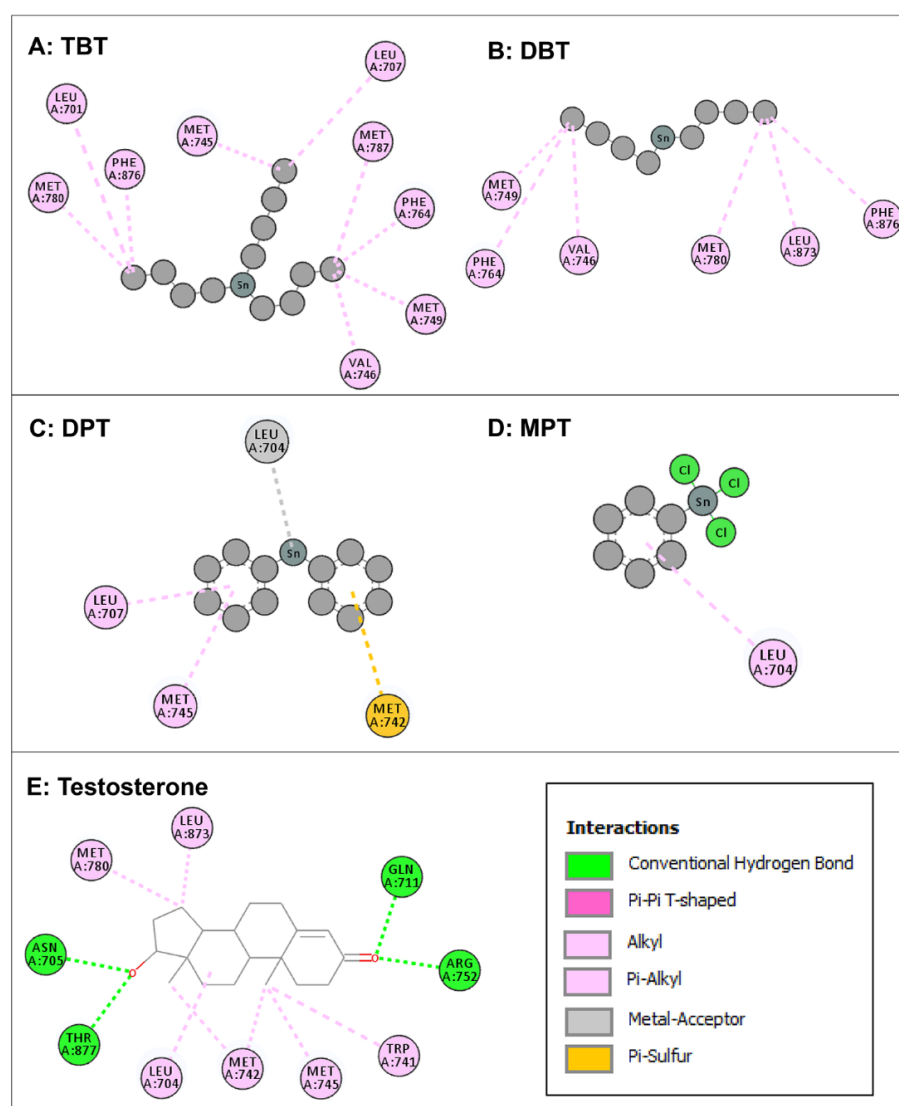 A: TBT
LEU
A:707
LEU
A:701
MET
A:745
MET
A:787
PHE
A:876
MET
A:780
PHE
A:764
Sn
MET
A:749
VAL
A:746
B: DBT
Sn
MET
A:749
PHE
A:764
VAL
A:746
MET
A:780
LEU
A:873
PHE
A:876
C: DPT
LEU
A:704
Sn
LEU
A:707
MET
A:745
MET
A:742
D: MPT
Cl
Cl
Sn
Cl
LEU
A:704
E: Testosterone
LEU
A:873
MET
A:780
GLN
A:711
ASN
A:705
O
O
ARG
A:752
THR
A:877
LEU
A:704
MET
A:742
MET
A:745
TRP
A:741
Interactions
Conventional Hydrogen Bond
Pi-Pi T-shaped
Alkyl
Pi-Alkyl
Metal-Acceptor
Pi-Sulfur